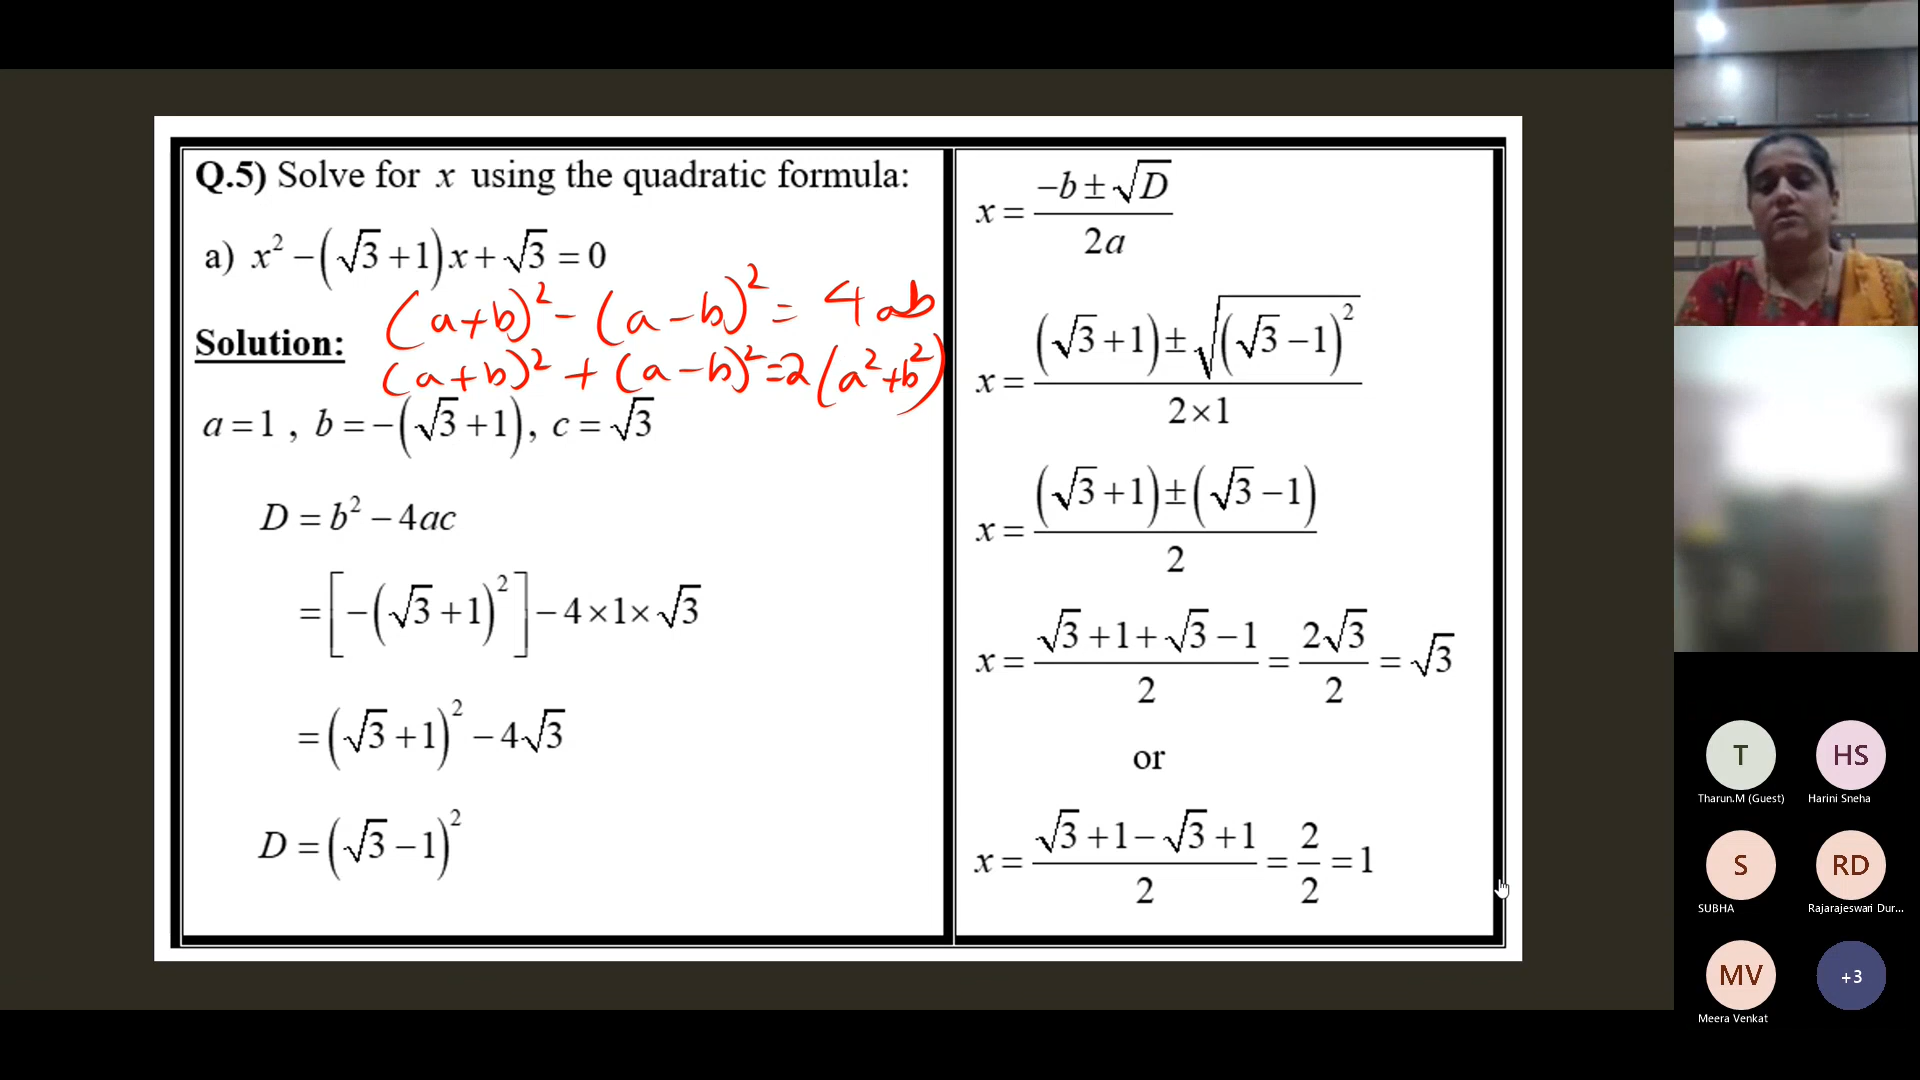 Q.5) Solve for x using the quadratic formula:
a) x² − (√3 + 1)x + √3 = 0
(a+b)² − (a−b)² = 4ab
Solution:
(a+b)² + (a−b)² = 2(a²+b²)
a = 1 , b = −(√3 + 1), c = √3
D = b² − 4ac
= [−(√3 + 1)²] − 4×1×√3
= (√3 + 1)² − 4√3
D = (√3 − 1)²
x = (−b ± √D) / 2a
x = ((√3 + 1) ± √((√3 − 1)²)) / 2×1
x = ((√3 + 1) ± (√3 − 1)) / 2
x = (√3 + 1 + √3 − 1) / 2 = 2√3 / 2 = √3
or
x = (√3 + 1 − √3 + 1) / 2 = 2 / 2 = 1
T
Tharun.M (Guest)
HS
Harini Sneha
S
SUBHA
RD
Rajarajeswari Dur...
MV
Meera Venkat
+3